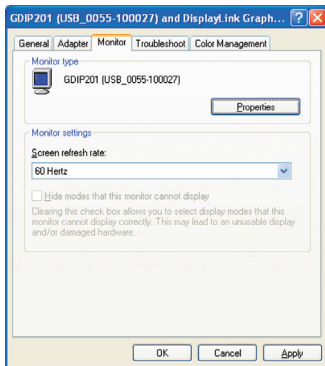 GDIP201 (USB_0055-100027) and DisplayLink Graph...
General Adapter Monitor Troubleshoot Color Management
Monitor type
GDIP201 (USB_0055-100027)
Properties
Monitor settings
Screen refresh rate:
60 Hertz
Hide modes that this monitor cannot display
Clearing this check box allows you to select display modes that this
monitor cannot display correctly. This may lead to an unusable display
and/or damaged hardware.
OK Cancel Apply